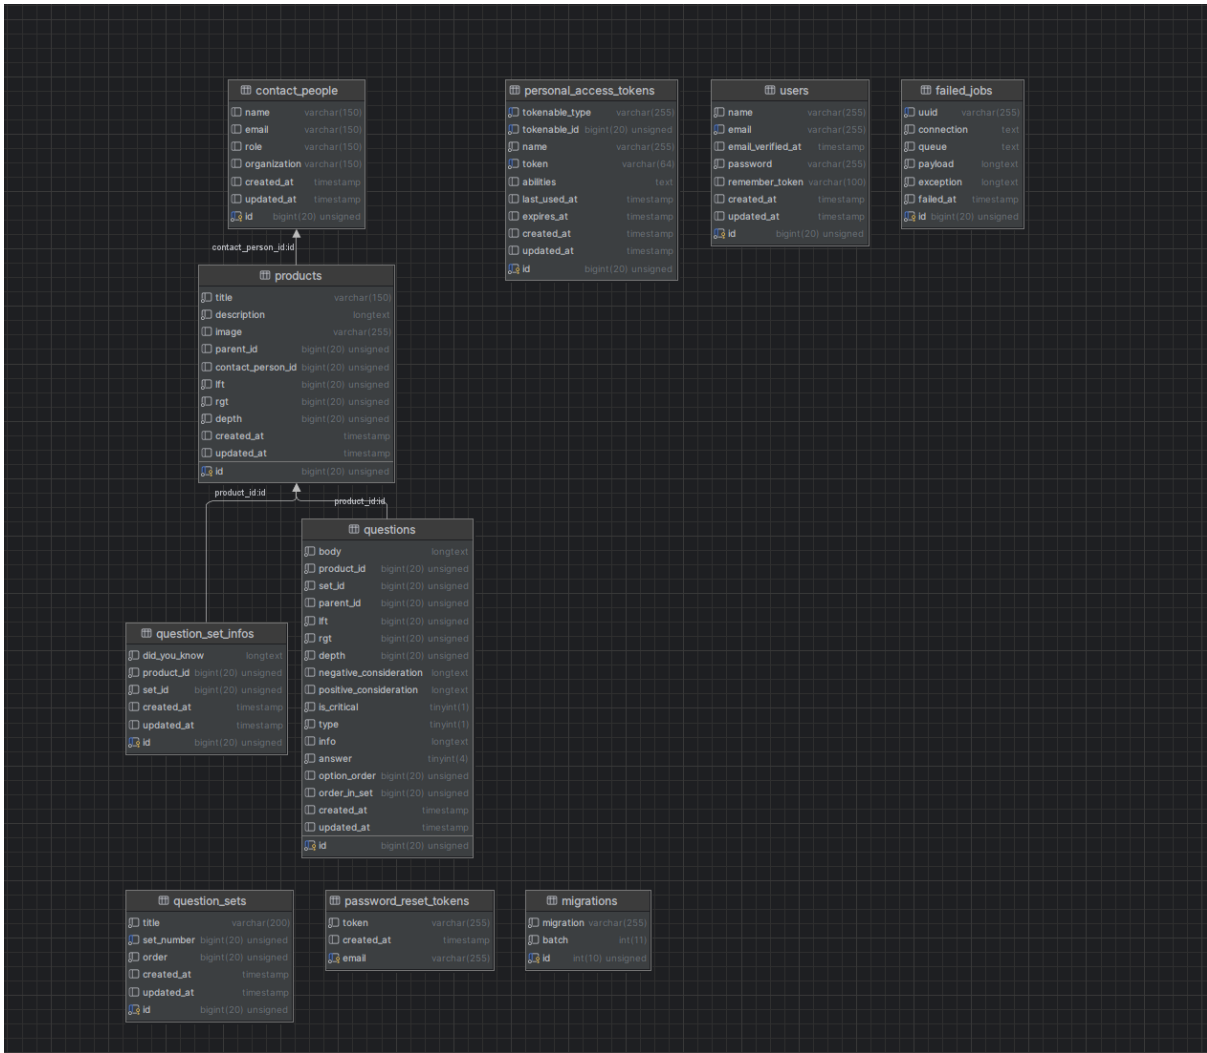 contact_people
name varchar(150)
email varchar(150)
role varchar(150)
organization varchar(150)
created_at timestamp
updated_at timestamp
id bigint(20) unsigned
personal_access_tokens
tokenable_type varchar(255)
tokenable_id bigint(20) unsigned
name varchar(255)
token varchar(64)
abilities text
last_used_at timestamp
expires_at timestamp
created_at timestamp
updated_at timestamp
id bigint(20) unsigned
users
name varchar(255)
email varchar(255)
email_verified_at timestamp
password varchar(255)
remember_token varchar(100)
created_at timestamp
updated_at timestamp
id bigint(20) unsigned
failed_jobs
uuid varchar(255)
connection text
queue text
payload longtext
exception longtext
failed_at timestamp
id bigint(20) unsigned
contact_person_id:id
products
title varchar(150)
description longtext
image varchar(255)
parent_id bigint(20) unsigned
contact_person_id bigint(20) unsigned
lft bigint(20) unsigned
rgt bigint(20) unsigned
depth bigint(20) unsigned
created_at timestamp
updated_at timestamp
id bigint(20) unsigned
product_id:id
product_id:id
questions
body longtext
product_id bigint(20) unsigned
set_id bigint(20) unsigned
parent_id bigint(20) unsigned
lft bigint(20) unsigned
rgt bigint(20) unsigned
depth bigint(20) unsigned
negative_consideration longtext
positive_consideration longtext
is_critical tinyint(1)
type tinyint(1)
info longtext
answer tinyint(4)
option_order bigint(20) unsigned
order_in_set bigint(20) unsigned
created_at timestamp
updated_at timestamp
id bigint(20) unsigned
question_set_infos
did_you_know longtext
product_id bigint(20) unsigned
set_id bigint(20) unsigned
created_at timestamp
updated_at timestamp
id bigint(20) unsigned
question_sets
title varchar(200)
set_number bigint(20) unsigned
order bigint(20) unsigned
created_at timestamp
updated_at timestamp
id bigint(20) unsigned
password_reset_tokens
token varchar(255)
created_at timestamp
email varchar(255)
migrations
migration varchar(255)
batch int(11)
id int(10) unsigned